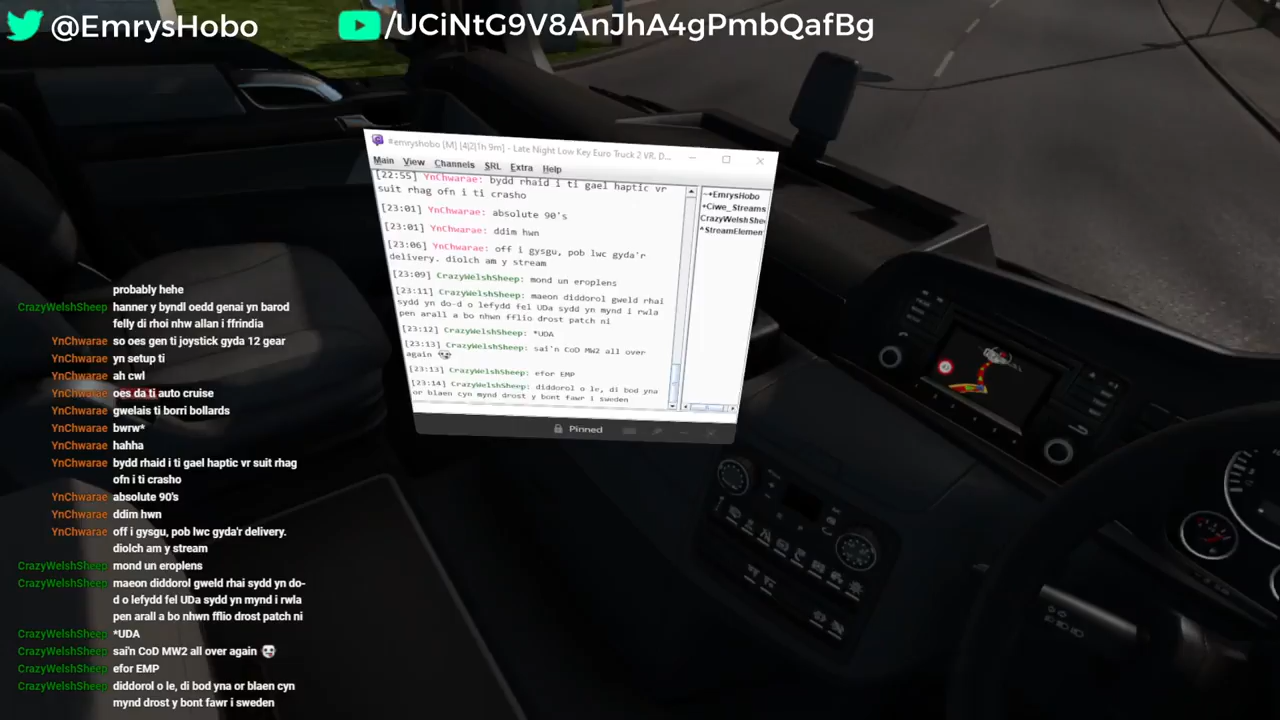 @EmrysHobo
/UCiNtG9V8AnJhA4gPmbQafBg
#emryshobo [M] [4|2|1h 9m] - Late Night Low Key Euro Truck 2 VR. D...
Main View Channels SRL Extra Help
[22:55] YnChwarae: bydd rhaid i ti gael haptic vr
suit rhag ofn i ti crasho
[23:01] YnChwarae: absolute 90's
[23:01] YnChwarae: ddim hwn
[23:06] YnChwarae: off i gysgu, pob lwc gyda'r
delivery. diolch am y stream
[23:09] CrazyWelshSheep: mond un eroplens
[23:11] CrazyWelshSheep: maeon diddorol gweld rhai
sydd yn do-d o lefydd fel UDa sydd yn mynd i rwla
pen arall a bo nhwn fflio drost patch ni
[23:12] CrazyWelshSheep: *UDA
[23:13] CrazyWelshSheep: sai'n CoD MW2 all over
again
[23:13] CrazyWelshSheep: efor EMP
[23:14] CrazyWelshSheep: diddorol o le, di bod yna
or blaen cyn mynd drost y bont fawr i sweden
~+EmrysHobo
+Ciwe_Streams
CrazyWelshShe
^StreamElemen
Pinned
probably hehe
CrazyWelshSheep hanner y byndl oedd genai yn barod
felly di rhoi nhw allan i ffrindia
YnChwarae so oes gen ti joystick gyda 12 gear
YnChwarae yn setup ti
YnChwarae ah cwl
YnChwarae oes da ti auto cruise
YnChwarae gwelais ti borri bollards
YnChwarae bwrw*
YnChwarae hahha
YnChwarae bydd rhaid i ti gael haptic vr suit rhag
ofn i ti crasho
YnChwarae absolute 90's
YnChwarae ddim hwn
YnChwarae off i gysgu, pob lwc gyda'r delivery.
diolch am y stream
CrazyWelshSheep mond un eroplens
CrazyWelshSheep maeon diddorol gweld rhai sydd yn do-
d o lefydd fel UDa sydd yn mynd i rwla
pen arall a bo nhwn fflio drost patch ni
CrazyWelshSheep *UDA
CrazyWelshSheep sai'n CoD MW2 all over again
CrazyWelshSheep efor EMP
CrazyWelshSheep diddorol o le, di bod yna or blaen cyn
mynd drost y bont fawr i sweden